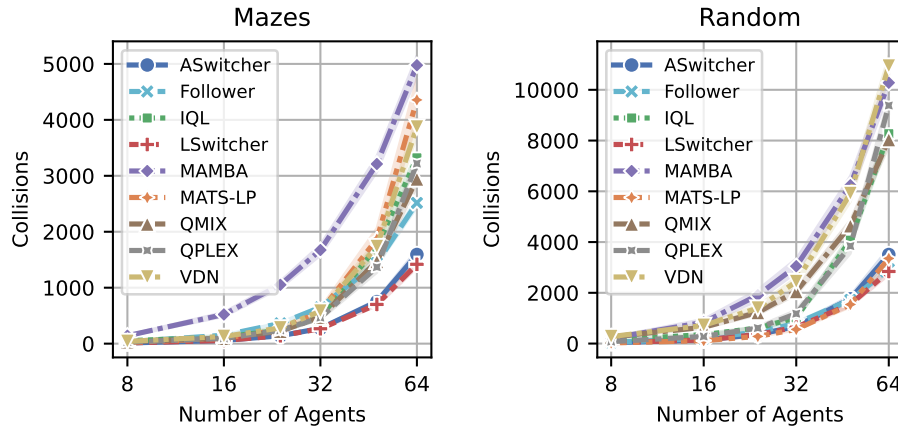 Mazes
Collisions
5000
4000
3000
2000
1000
0
ASwitcher
Follower
IQL
LSwitcher
MAMBA
MATS-LP
QMIX
QPLEX
VDN
8 16 32 64
Number of Agents
Random
Collisions
10000
8000
6000
4000
2000
0
ASwitcher
Follower
IQL
LSwitcher
MAMBA
MATS-LP
QMIX
QPLEX
VDN
8 16 32 64
Number of Agents